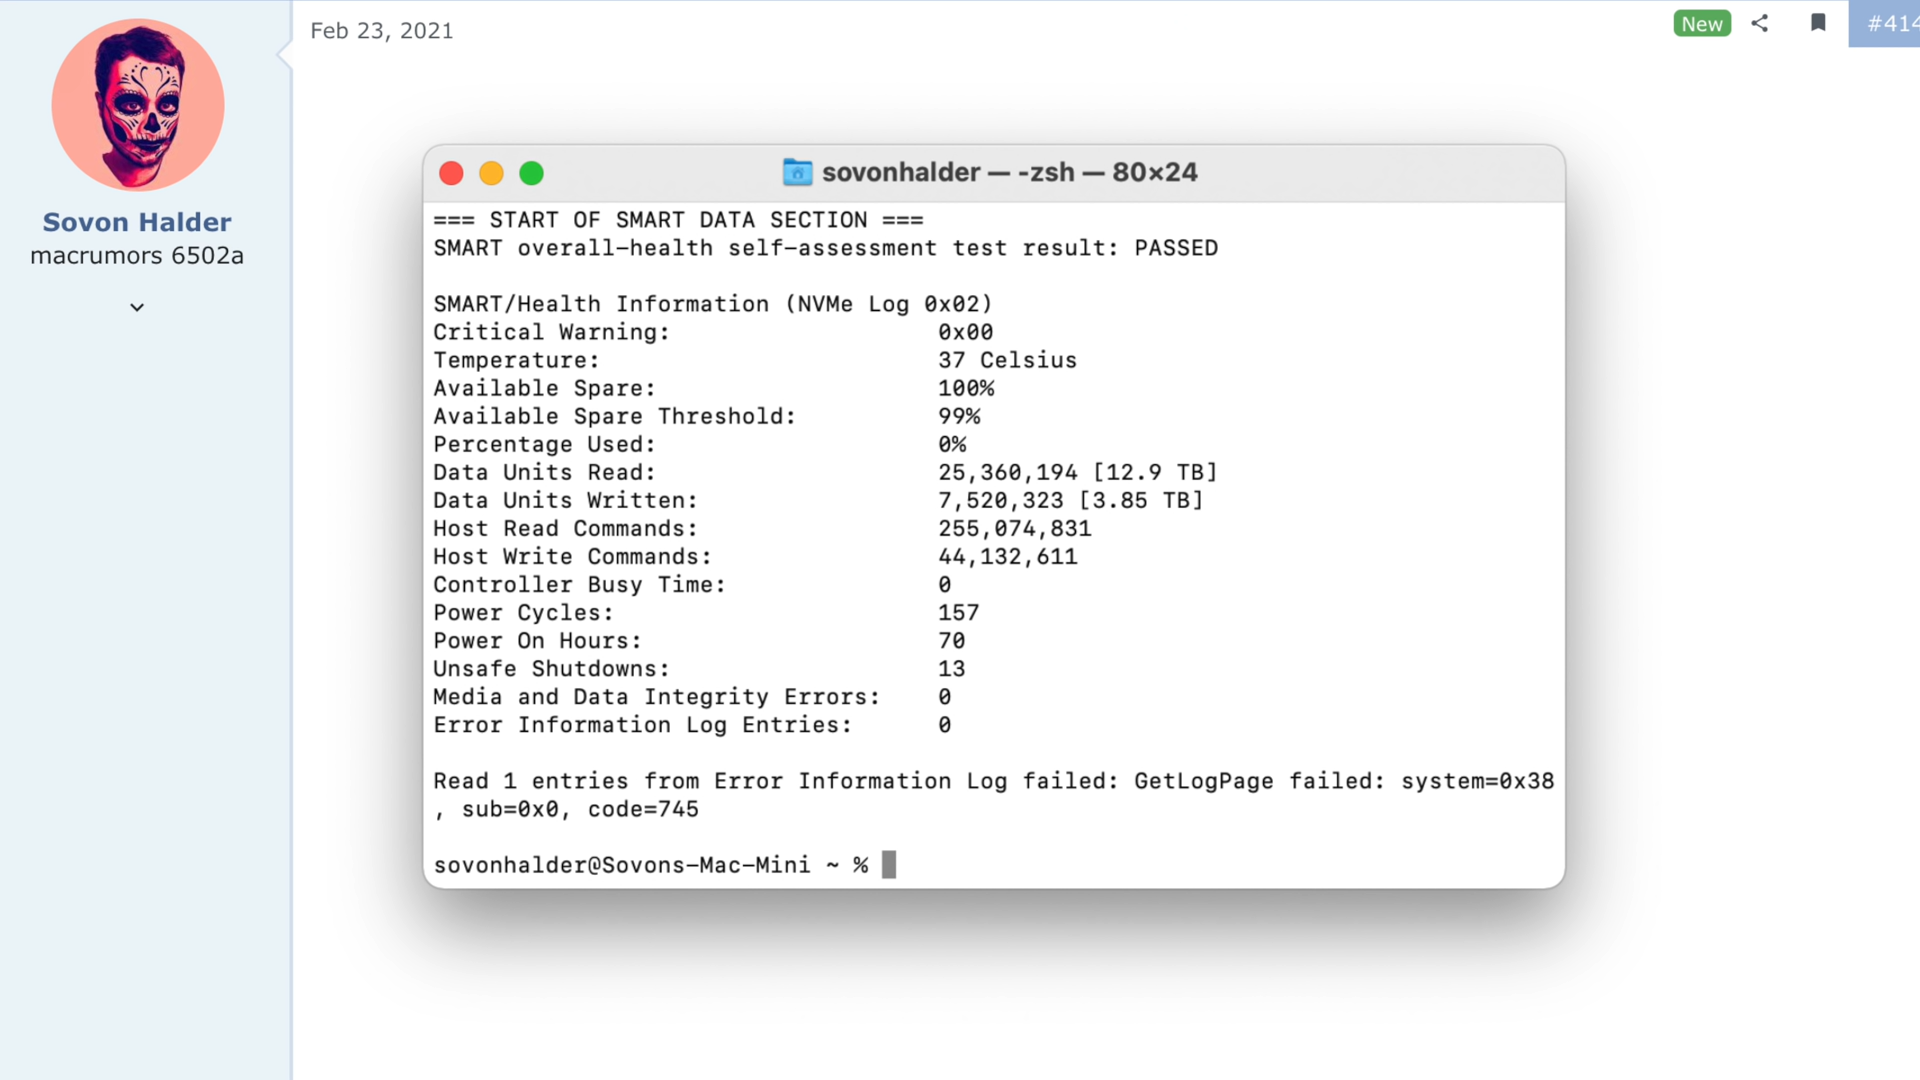 Feb 23, 2021
New
#414
Sovon Halder
macrumors 6502a
sovonhalder — -zsh — 80×24
=== START OF SMART DATA SECTION ===
SMART overall-health self-assessment test result: PASSED
SMART/Health Information (NVMe Log 0x02)
Critical Warning: 0x00
Temperature: 37 Celsius
Available Spare: 100%
Available Spare Threshold: 99%
Percentage Used: 0%
Data Units Read: 25,360,194 [12.9 TB]
Data Units Written: 7,520,323 [3.85 TB]
Host Read Commands: 255,074,831
Host Write Commands: 44,132,611
Controller Busy Time: 0
Power Cycles: 157
Power On Hours: 70
Unsafe Shutdowns: 13
Media and Data Integrity Errors: 0
Error Information Log Entries: 0
Read 1 entries from Error Information Log failed: GetLogPage failed: system=0x38
, sub=0x0, code=745
sovonhalder@Sovons-Mac-Mini ~ %